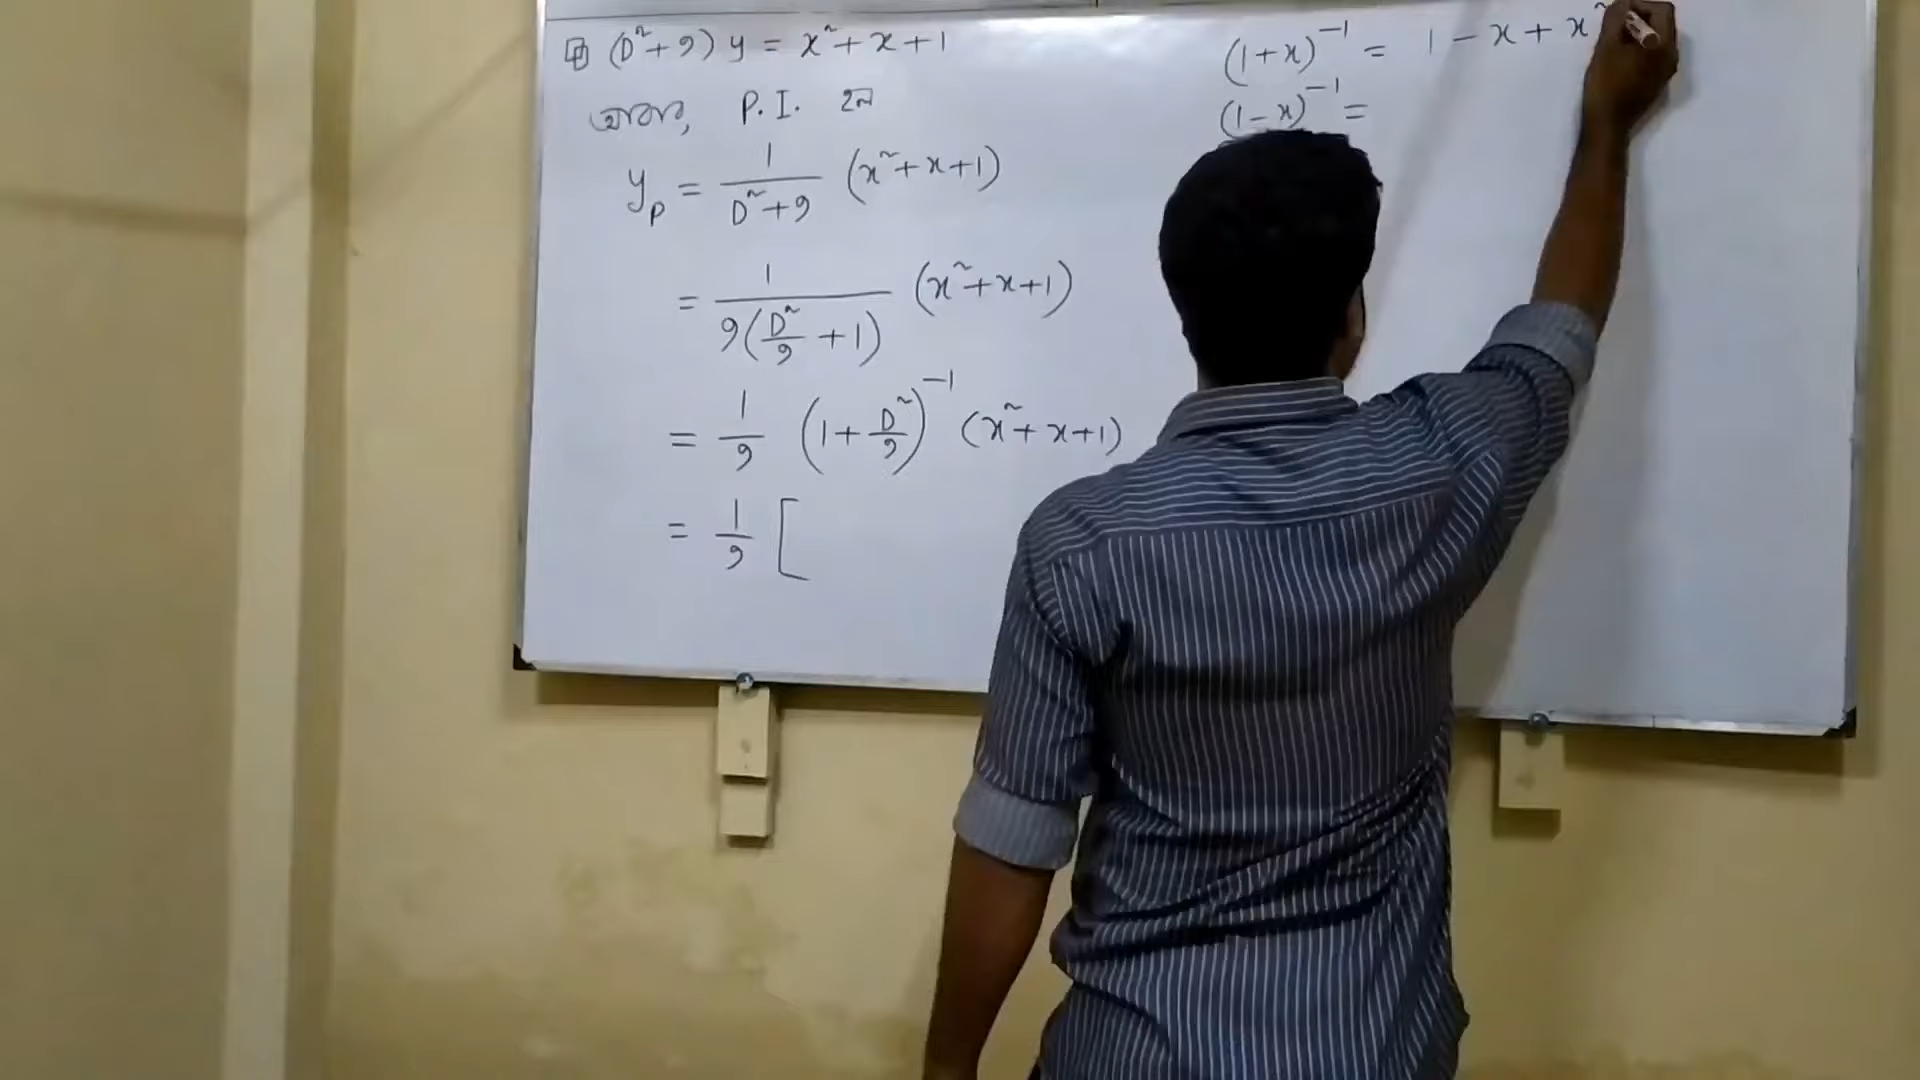 (D² + 9) y = x² + x + 1
P. I. হল
y_p = 1/(D² + 9) (x² + x + 1)
= 1/(9(D²/9 + 1)) (x² + x + 1)
= 1/9 (1 + D²/9)⁻¹ (x² + x + 1)
= 1/9 [
(1 + x)⁻¹ = 1 - x + x²
(1 - x)⁻¹ =